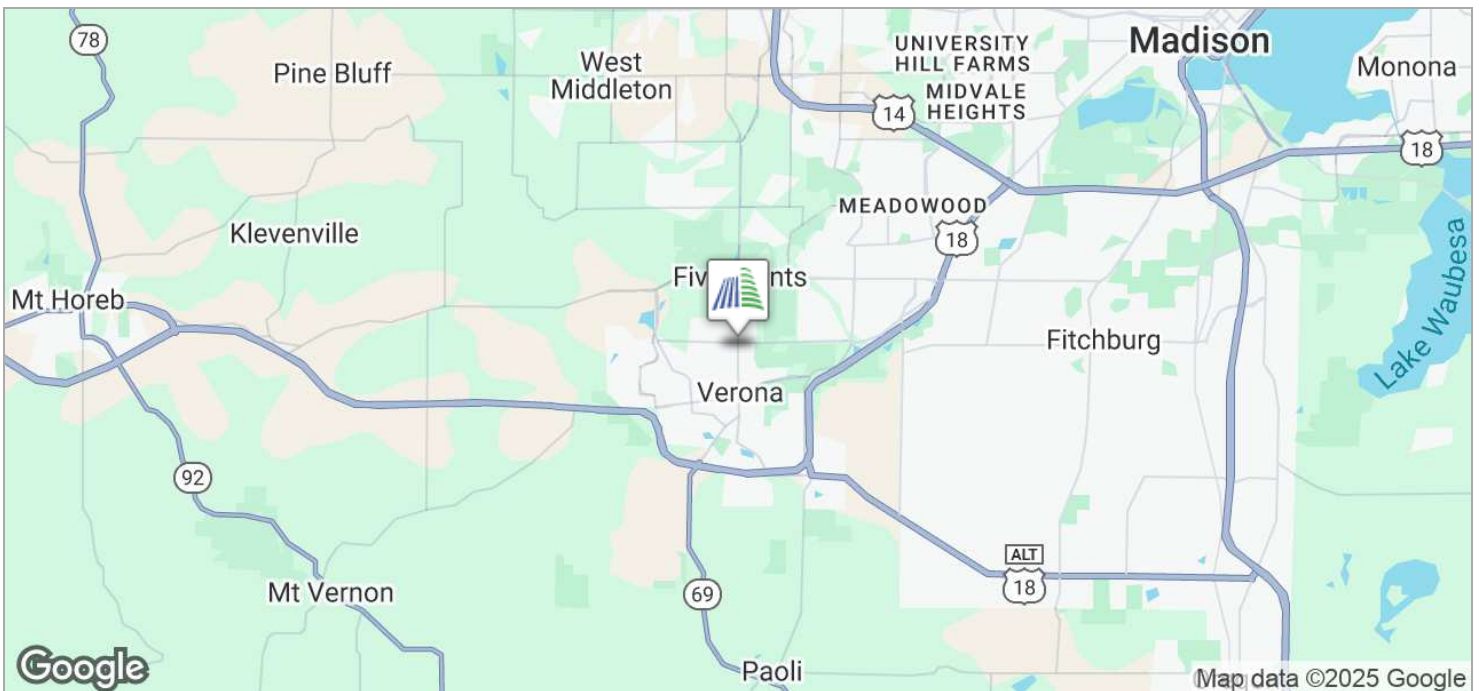 78
Pine Bluff
West
Middleton
UNIVERSITY
HILL FARMS
MIDVALE
HEIGHTS
Madison
Monona
14
18
MEADOWOOD
18
Klevenville
Mt Horeb
Fitchburg
Lake Waubesa
Verona
92
ALT
18
Mt Vernon
69
Paoli
Google
Map data ©2025 Google